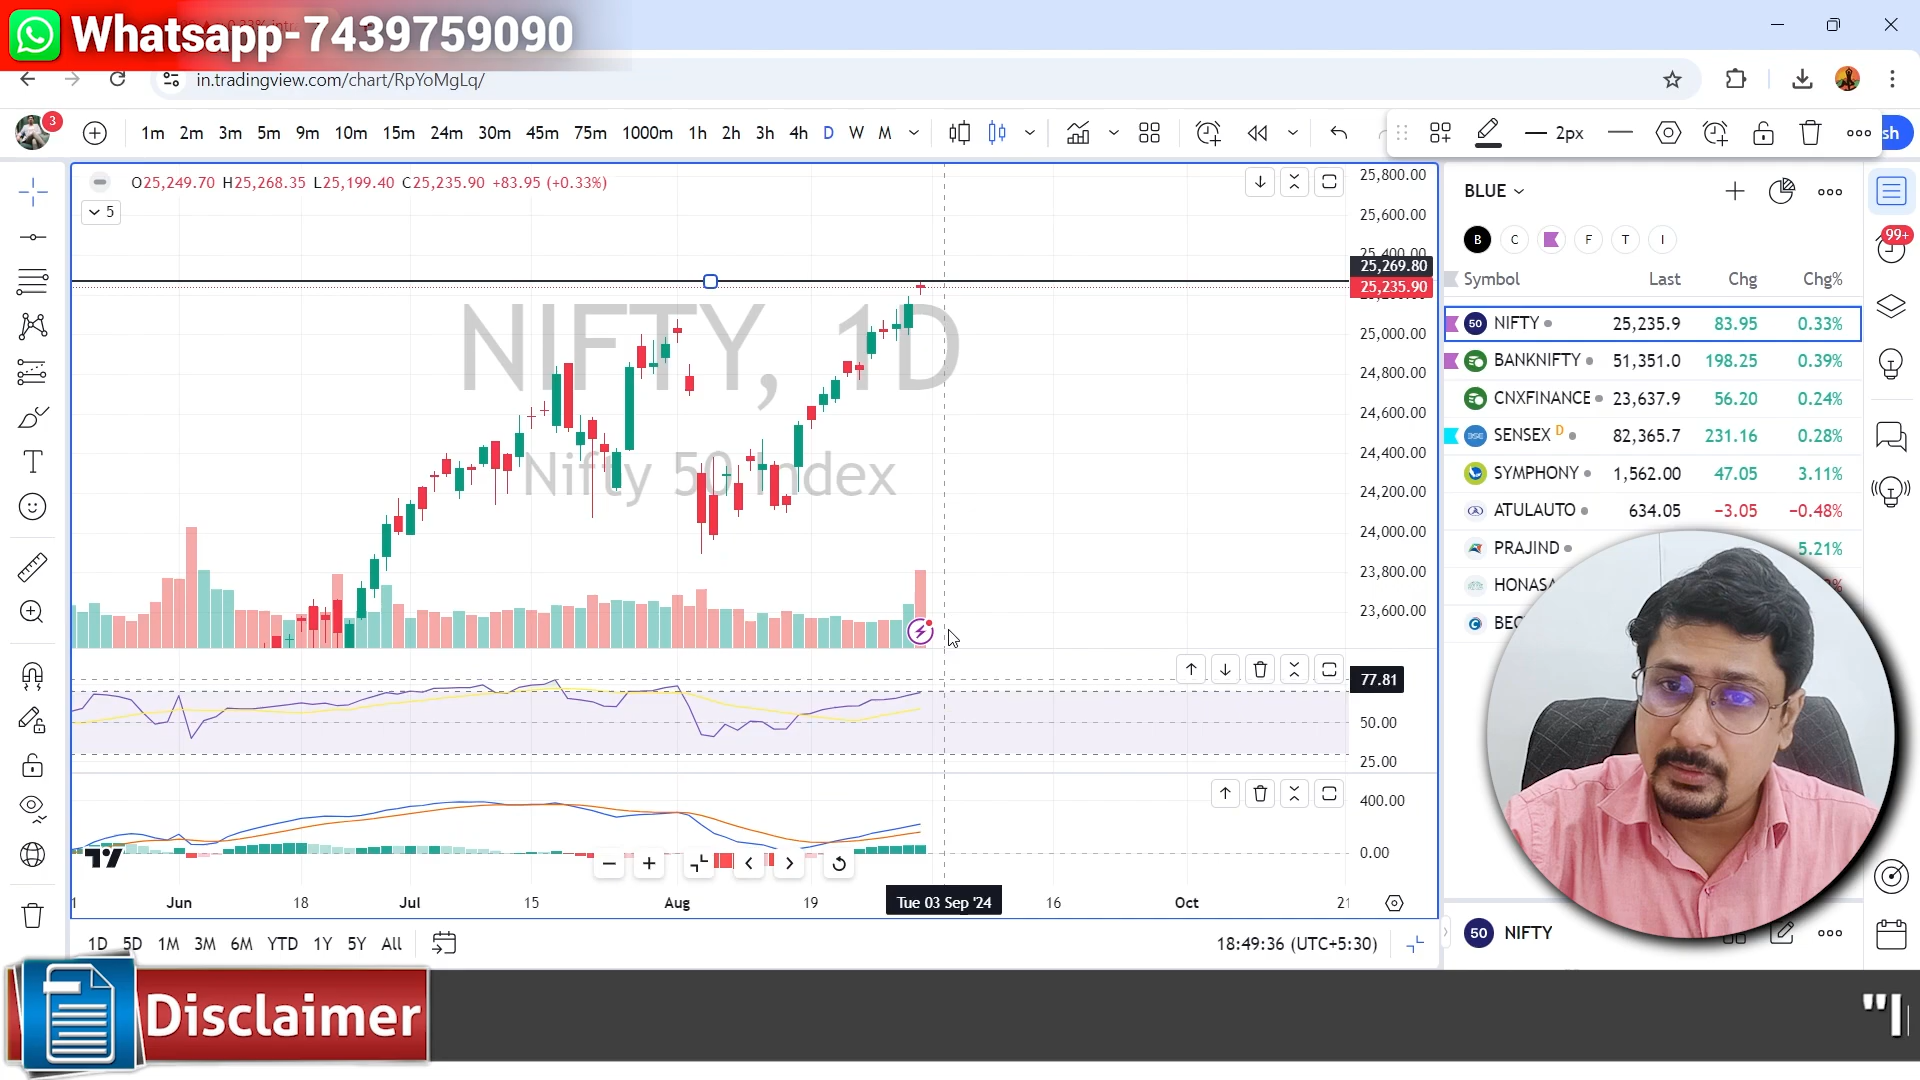 Whatsapp-7439759090
in.tradingview.com/chart/RpYoMgLq/
3
1m 2m 3m 5m 9m 10m 15m 24m 30m 45m 75m 1000m 1h 2h 3h 4h D W M
2px
sh
O25,249.70 H25,268.35 L25,199.40 C25,235.90 +83.95 (+0.33%)
5
NIFTY, 1D
Nifty 50 Index
25,800.00
25,600.00
25,400.00
25,269.80
25,235.90
25,000.00
24,800.00
24,600.00
24,400.00
24,200.00
24,000.00
23,800.00
23,600.00
77.81
50.00
25.00
400.00
0.00
Jun 18 Jul 15 Aug 19 Tue 03 Sep '24 16 Oct 21
1D 5D 1M 3M 6M YTD 1Y 5Y All
18:49:36 (UTC+5:30)
BLUE
B C F T I
99+
Symbol Last Chg Chg%
50 NIFTY 25,235.9 83.95 0.33%
BANKNIFTY 51,351.0 198.25 0.39%
CNXFINANCE 23,637.9 56.20 0.24%
SENSEX D 82,365.7 231.16 0.28%
SYMPHONY 1,562.00 47.05 3.11%
ATULAUTO 634.05 −3.05 −0.48%
PRAJIND 5.21%
HONASA
50 NIFTY
Disclaimer
"I